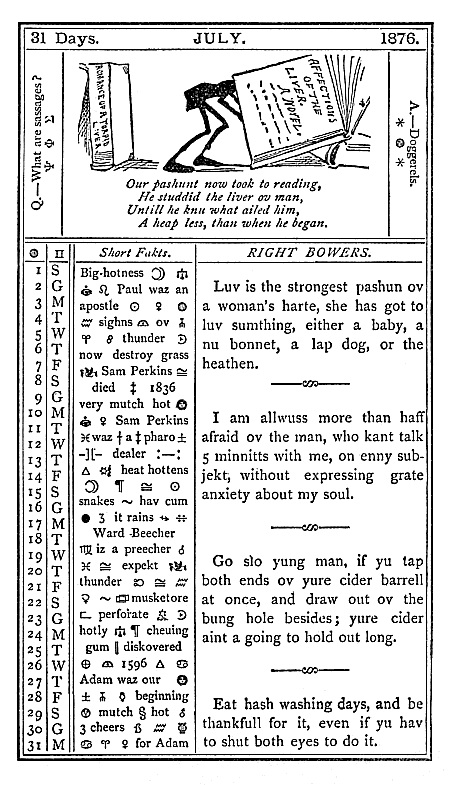 31 Days. JULY. 1876.
Q.—What are sassages?
ROMANCE OF A TORPID LIVER
AFFECTIONS OF THE LIVER. A NOVEL.
A.—Doggerels.
Our pashunt now took to reading,
He studdid the liver ov man,
Untill he knu what ailed him,
A heap less, than when he began.
Short Fakts.
1 S
2 G
3 M
4 T
5 W
6 T
7 F
8 S
9 G
10 M
11 T
12 W
13 T
14 F
15 S
16 G
17 M
18 T
19 W
20 T
21 F
22 S
23 G
24 M
25 T
26 W
27 T
28 F
29 S
30 G
31 M
Big-hotness
Paul waz an
apostle
sighns ov
thunder
now destroy grass
Sam Perkins
died ‡ 1836
very mutch hot
Sam Perkins
waz † a ‡ pharo ±
-][- dealer :—:
heat hottens
¶
snakes ~ hav cum
it rains
Ward Beecher
iz a preecher
expekt
thunder
~ musketore
perforate
hotly ¶ cheuing
gum || diskovered
1596
Adam waz our
± beginning
mutch § hot
3 cheers
for Adam
RIGHT BOWERS.
Luv is the strongest pashun ov
a woman's harte, she has got to
luv sumthing, either a baby, a
nu bonnet, a lap dog, or the
heathen.
I am allwuss more than haff
afraid ov the man, who kant talk
5 minnitts with me, on enny sub-
jekt, without expressing grate
anxiety about my soul.
Go slo yung man, if yu tap
both ends ov yure cider barrell
at once, and draw out ov the
bung hole besides; yure cider
aint a going to hold out long.
Eat hash washing days, and be
thankfull for it, even if yu hav
to shut both eyes to do it.